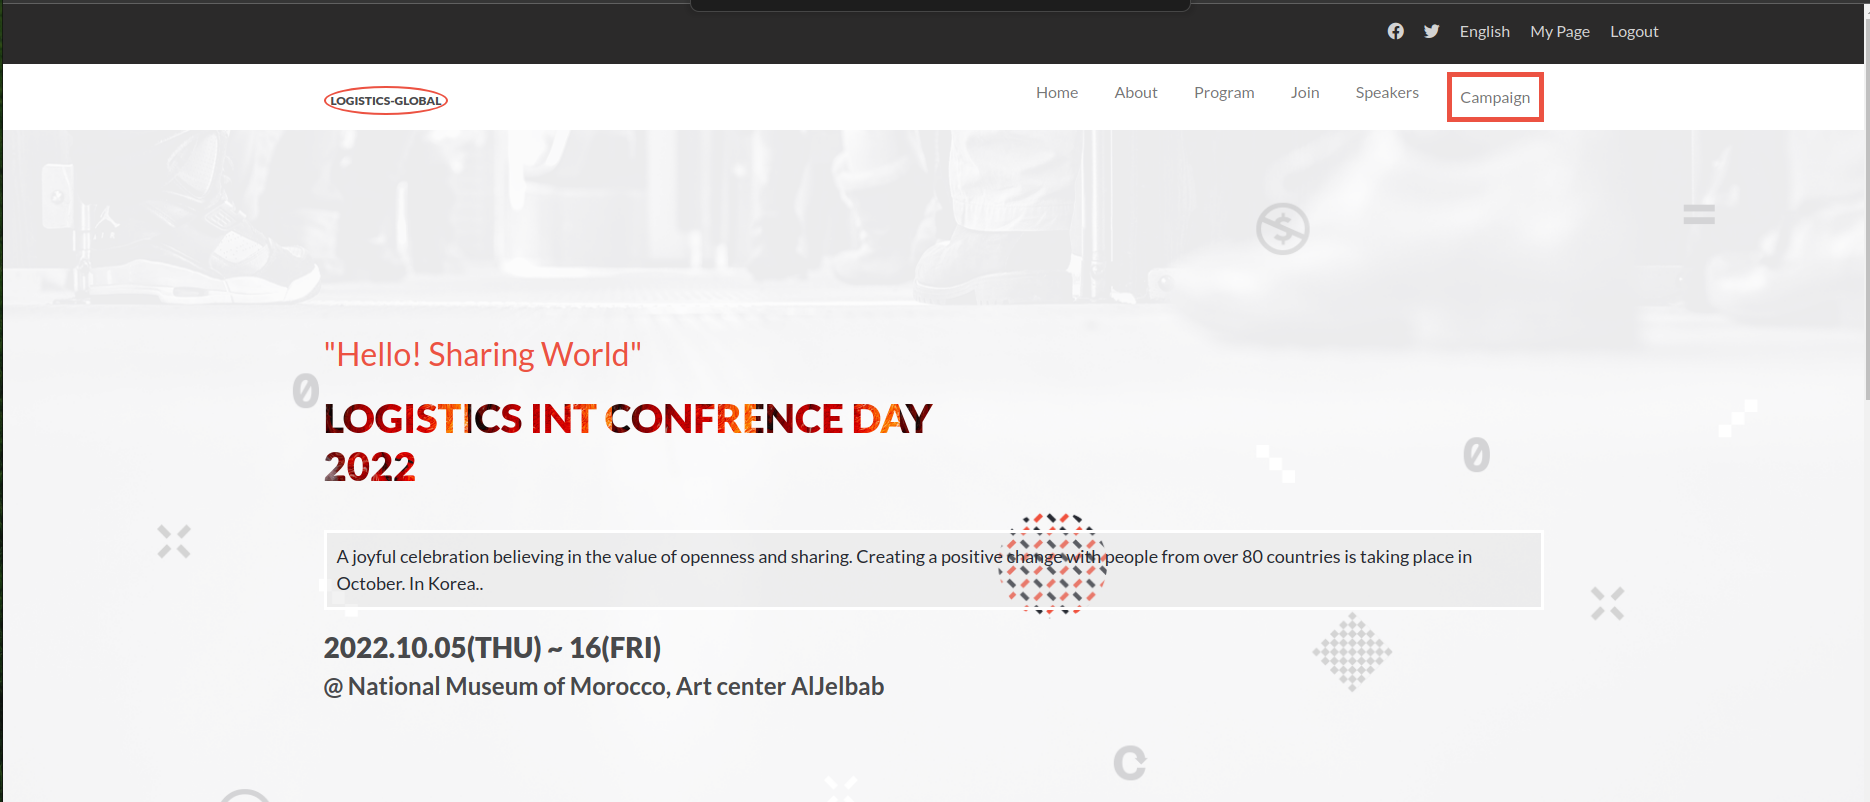 English My Page Logout
LOGISTICS-GLOBAL
Home About Program Join Speakers Campaign
"Hello! Sharing World"
LOGISTICS INT CONFRENCE DAY
2022
A joyful celebration believing in the value of openness and sharing. Creating a positive change with people from over 80 countries is taking place in
October. In Korea..
2022.10.05(THU) ~ 16(FRI)
@ National Museum of Morocco, Art center AlJelbab